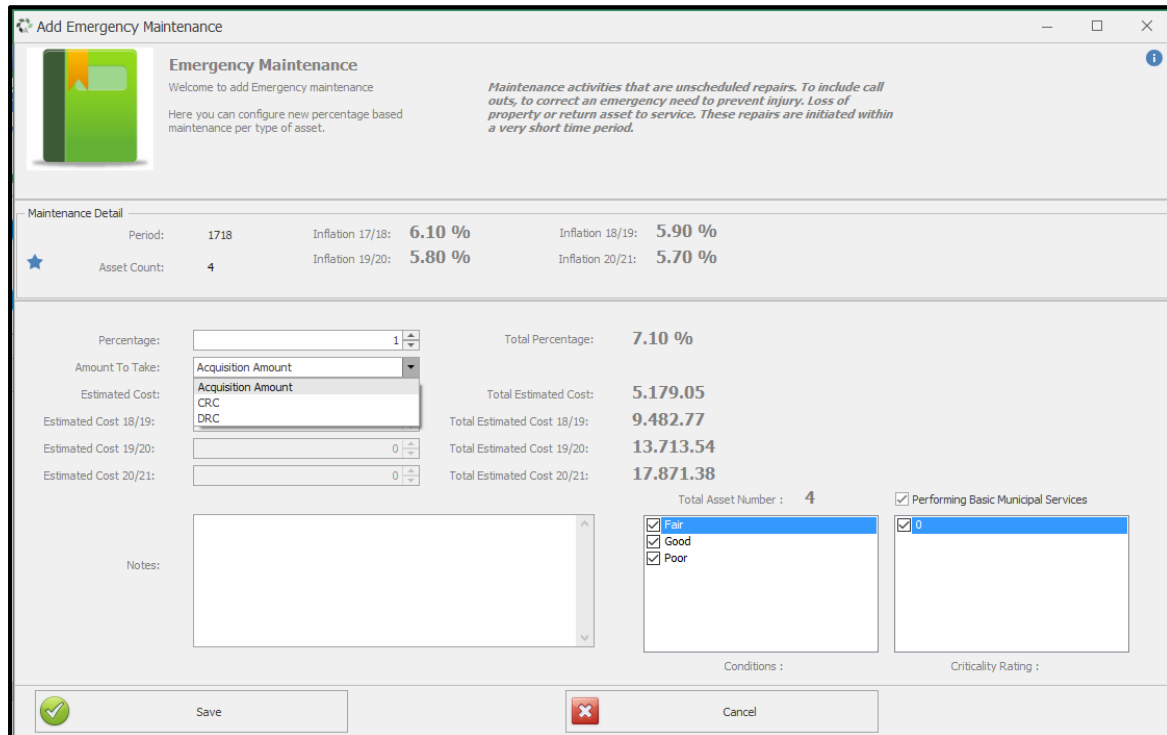 Add Emergency Maintenance
Emergency Maintenance
Welcome to add Emergency maintenance
Here you can configure new percentage based
maintenance per type of asset.
Maintenance activities that are unscheduled repairs. To include call
outs, to correct an emergency need to prevent injury. Loss of
property or return asset to service. These repairs are initiated within
a very short time period.
Maintenance Detail
Period: 1718 Inflation 17/18: 6.10 % Inflation 18/19: 5.90 %
Asset Count: 4 Inflation 19/20: 5.80 % Inflation 20/21: 5.70 %
Percentage: 1 Total Percentage: 7.10 %
Amount To Take: Acquisition Amount
Acquisition Amount
CRC
DRC
Estimated Cost: Total Estimated Cost: 5.179.05
Estimated Cost 18/19: Total Estimated Cost 18/19: 9.482.77
Estimated Cost 19/20: 0 Total Estimated Cost 19/20: 13.713.54
Estimated Cost 20/21: 0 Total Estimated Cost 20/21: 17.871.38
Total Asset Number : 4 Performing Basic Municipal Services
Notes:
Fair
Good
Poor
0
Conditions : Criticality Rating :
Save Cancel